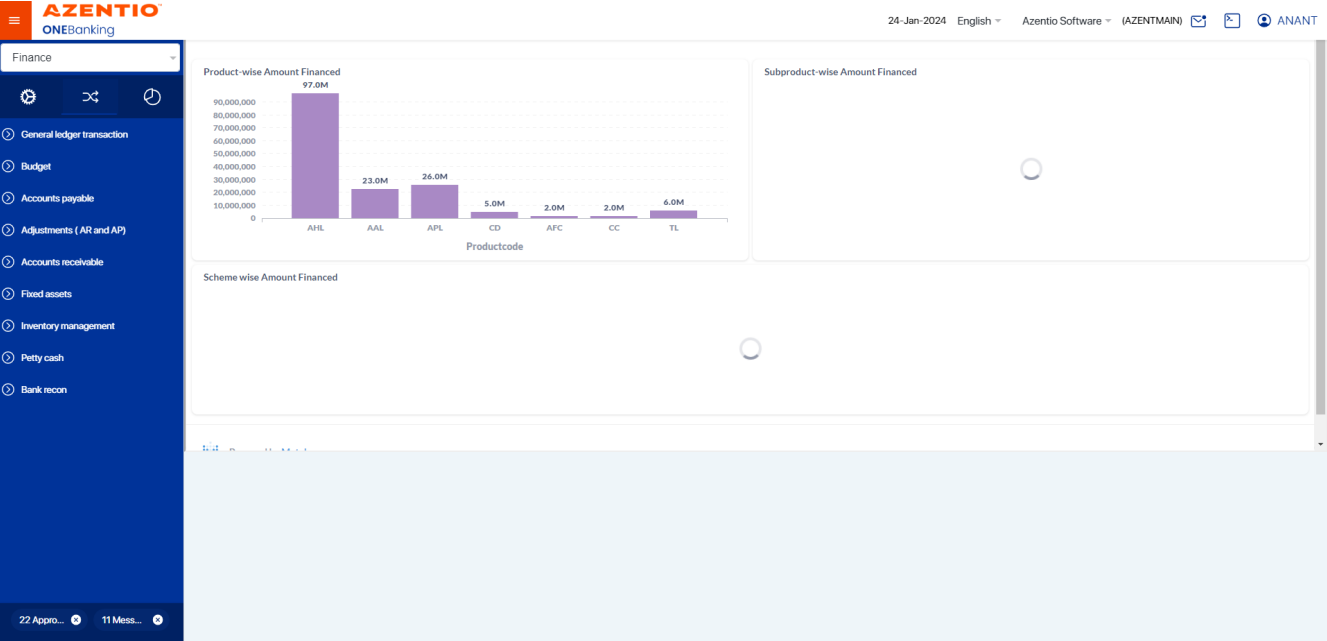 AZENTIO
ONEBanking
24-Jan-2024 English Azentio Software (AZENTMAIN) ANANT
Finance
General ledger transaction
Budget
Accounts payable
Adjustments ( AR and AP)
Accounts receivable
Fixed assets
Inventory management
Petty cash
Bank recon
22 Appro...
11 Mess...
Product-wise Amount Financed
97.0M
90,000,000
80,000,000
70,000,000
60,000,000
50,000,000
40,000,000
30,000,000
20,000,000
10,000,000
0
23.0M
26.0M
5.0M
2.0M
2.0M
6.0M
AHL AAL APL CD AFC CC TL
Productcode
Subproduct-wise Amount Financed
Scheme wise Amount Financed